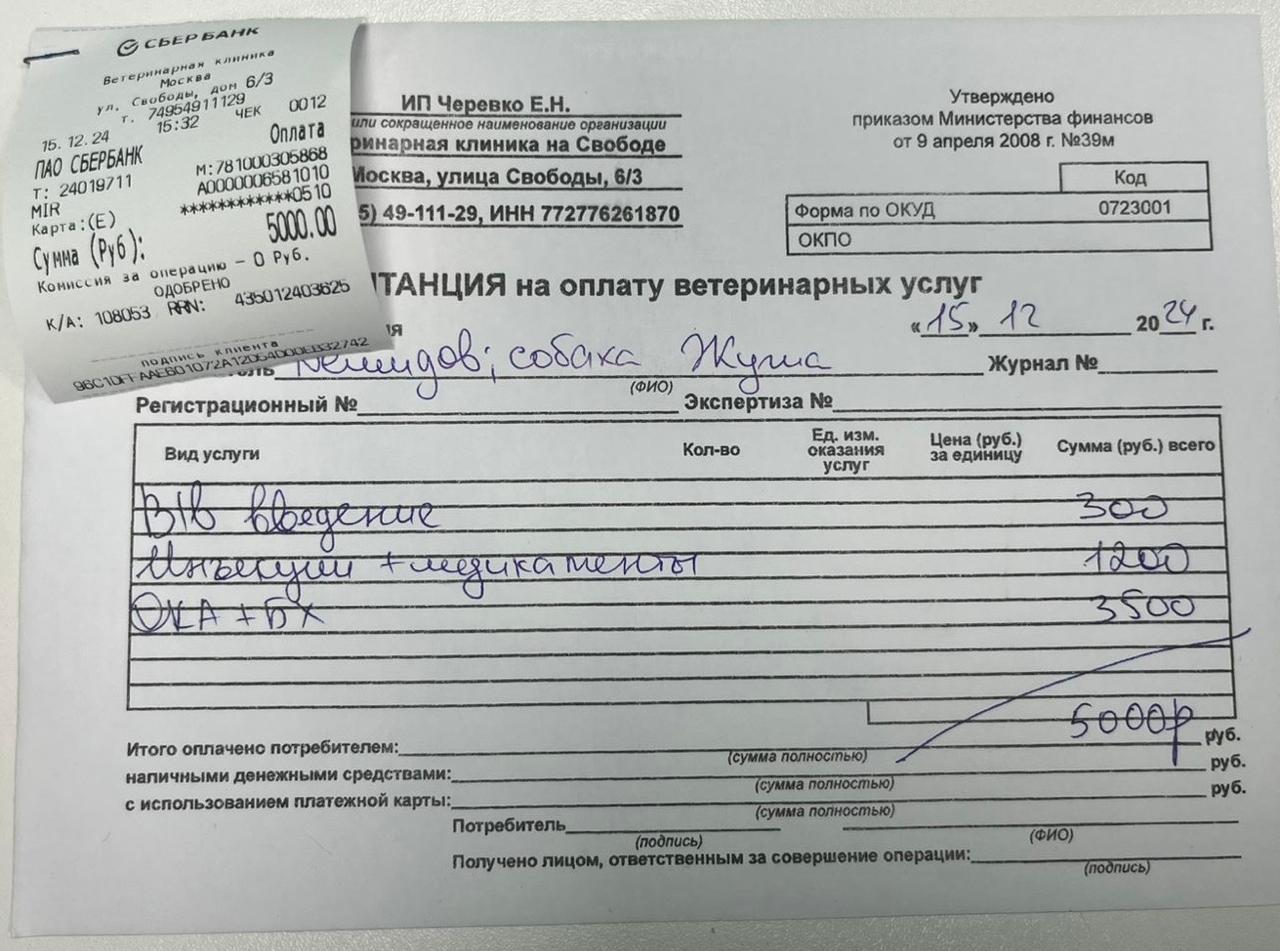 СБЕР БАНК
Ветеринарная клиника
Москва
ул. Свободы, дом 6/3
т. 74954911129
15.12.24 15:32 ЧЕК 0012
ПАО СБЕРБАНК Оплата
Т: 24019711 М:781000305868
MIR A0000006581010
Карта:(E) ************0510
Сумма (Руб): 5000.00
Комиссия за операцию – 0 Руб.
ОДОБРЕНО
К/А: 108053 RRN: 435012403625
подпись клиента
ИП Черевко Е.Н.
или сокращенное наименование организации
ринарная клиника на Свободе
Москва, улица Свободы, 6/3
5) 49-111-29, ИНН 772776261870
Утверждено
приказом Министерства финансов
от 9 апреля 2008 г. №39м
Код
Форма по ОКУД 0723001
ОКПО
ТАНЦИЯ на оплату ветеринарных услуг
«15» 12 2024 г.
собака Жужа Журнал №
(ФИО)
Регистрационный № Экспертиза №
Вид услуги Кол-во Ед. изм. оказания услуг Цена (руб.) за единицу Сумма (руб.) всего
В/в введение 300
Инъекции + медикаменты 1200
ОКА + БХ 3500
5000р
Итого оплачено потребителем: руб.
(сумма полностью)
наличными денежными средствами: руб.
(сумма полностью)
с использованием платежной карты: руб.
(сумма полностью)
Потребитель
(подпись) (ФИО)
Получено лицом, ответственным за совершение операции:
(подпись)